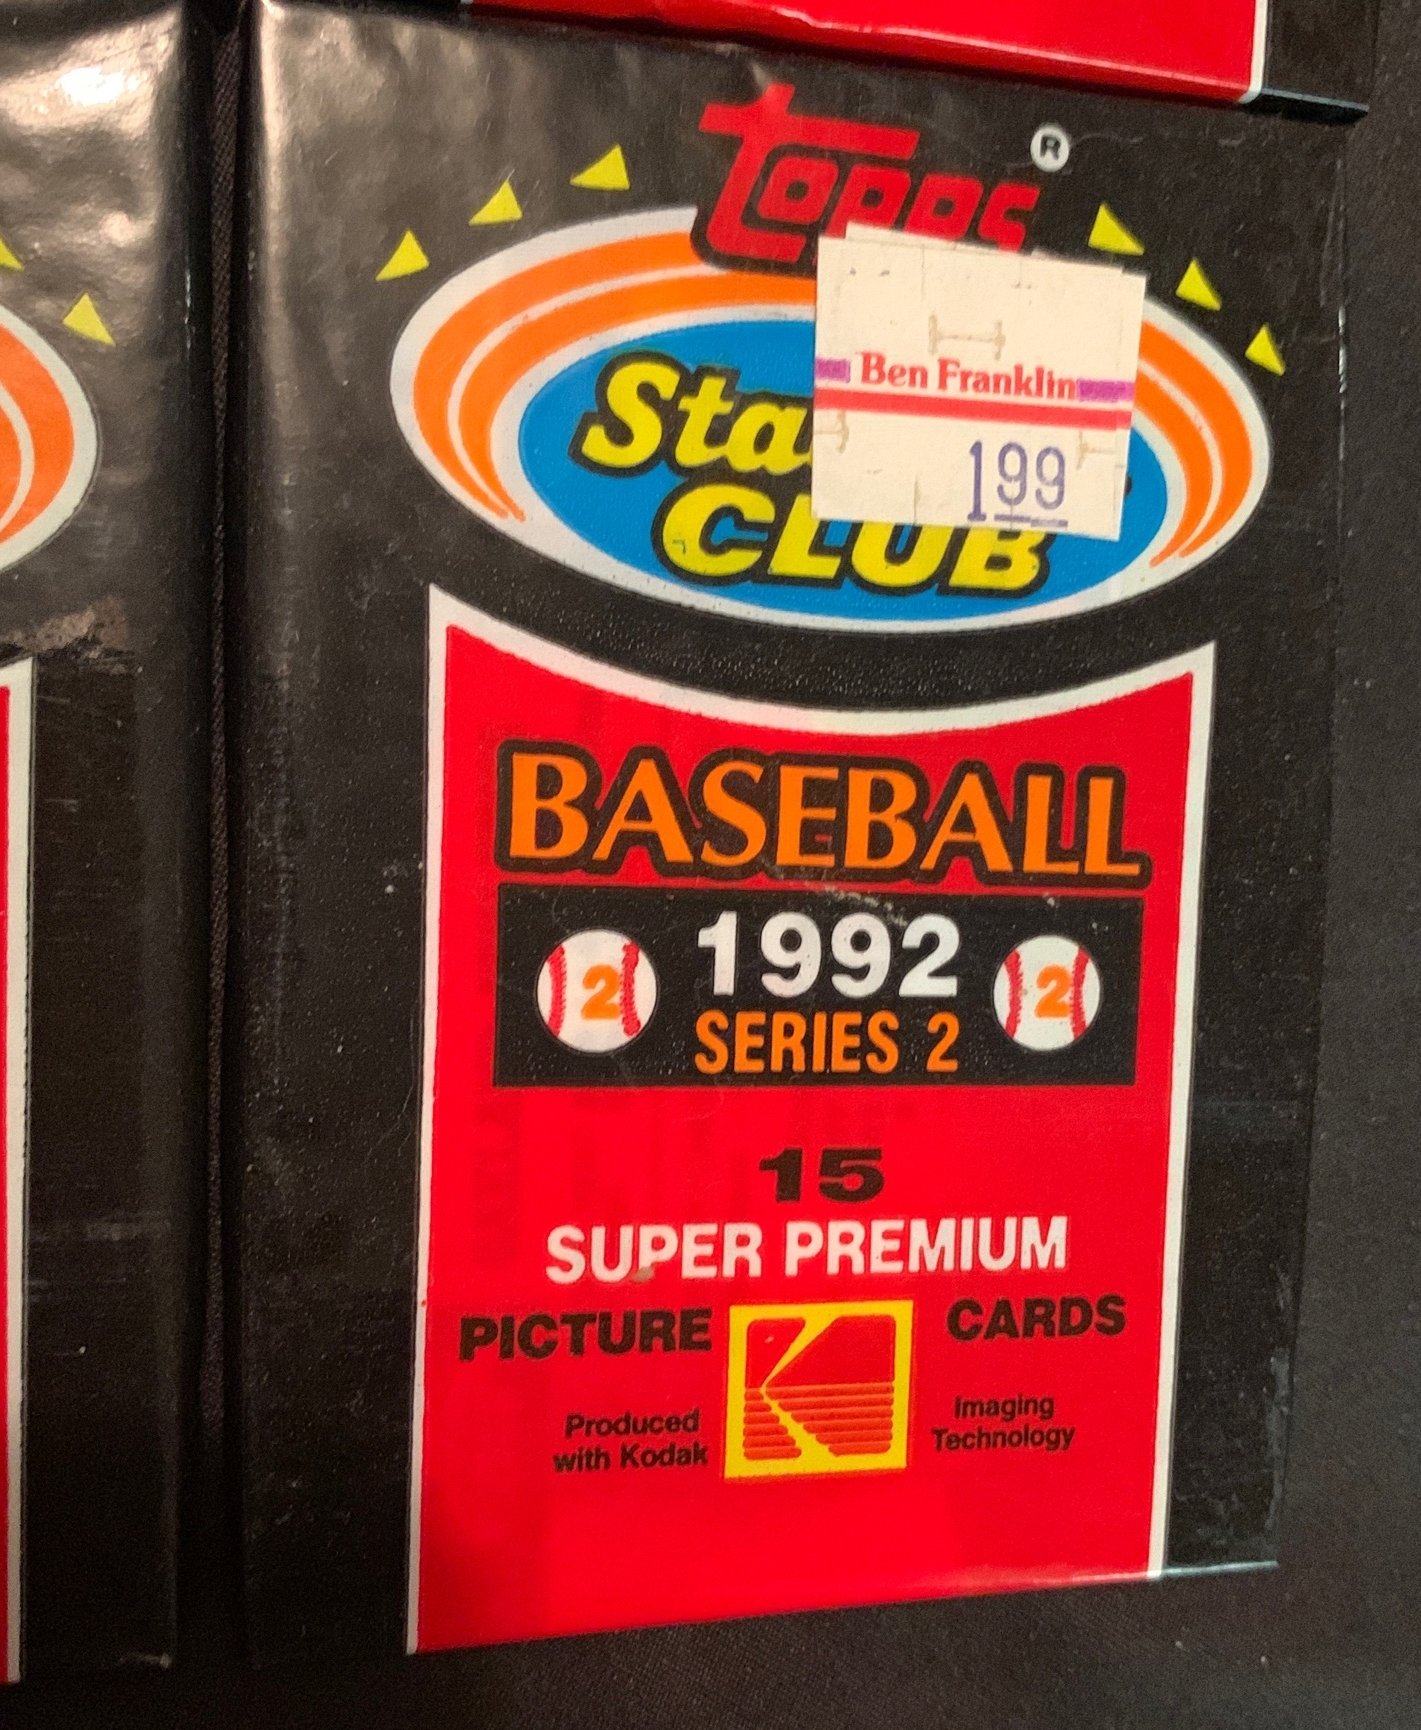 Topps ®
Sta
CLUB
Ben Franklin
1.99
BASEBALL
2 1992 2
SERIES 2
15
SUPER PREMIUM
PICTURE CARDS
Produced
with Kodak
Imaging
Technology